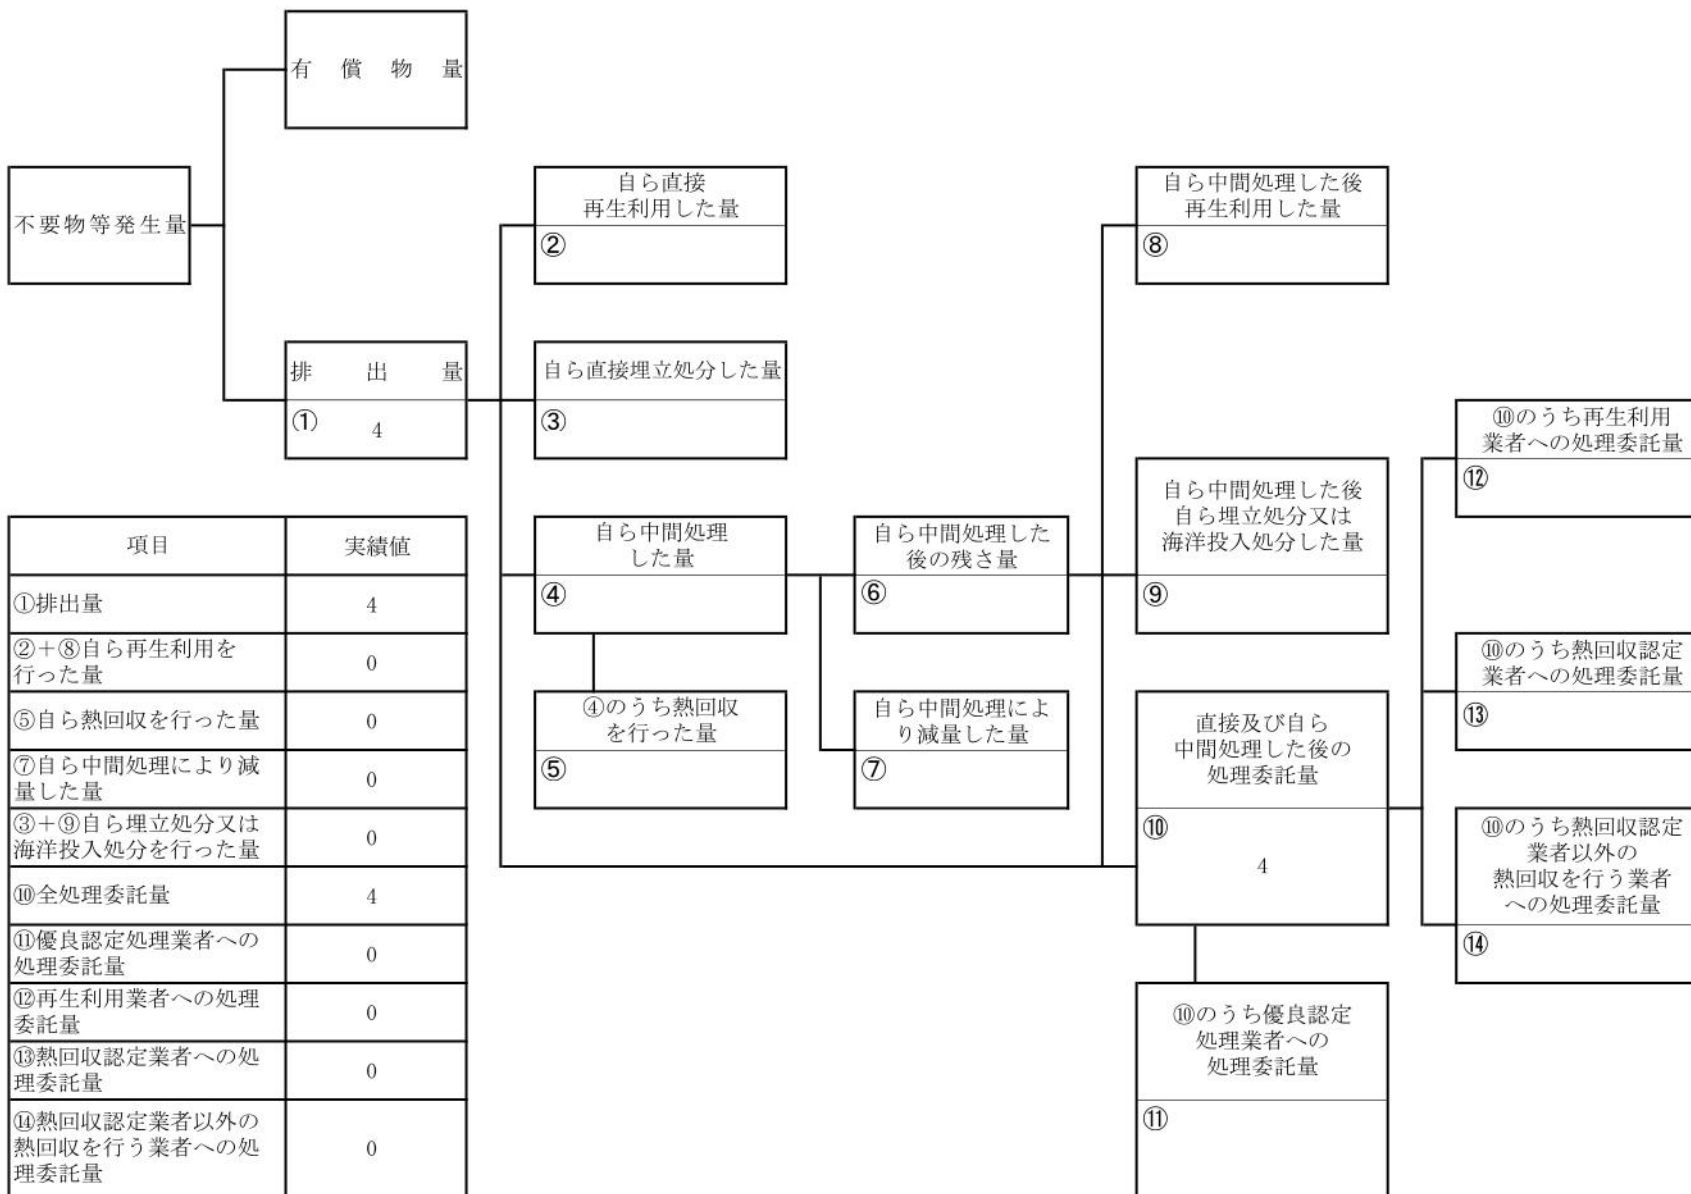 有償物量
不要物等発生量
自ら直接
再生利用した量
②
自ら中間処理した後
再生利用した量
⑧
排出量
① 4
自ら直接埋立処分した量
③
⑩のうち再生利用
業者への処理委託量
⑫
自ら中間処理した後
自ら埋立処分又は
海洋投入処分した量
⑨
自ら中間処理
した量
④
自ら中間処理した
後の残さ量
⑥
⑩のうち熱回収認定
業者への処理委託量
⑬
④のうち熱回収
を行った量
⑤
自ら中間処理によ
り減量した量
⑦
直接及び自ら
中間処理した後の
処理委託量
⑩
4
⑩のうち熱回収認定
業者以外の
熱回収を行う業者
への処理委託量
⑭
⑩のうち優良認定
処理業者への
処理委託量
⑪
項目 実績値
①排出量 4
②+⑧自ら再生利用を
行った量 0
⑤自ら熱回収を行った量 0
⑦自ら中間処理により減
量した量 0
③+⑨自ら埋立処分又は
海洋投入処分を行った量 0
⑩全処理委託量 4
⑪優良認定処理業者への
処理委託量 0
⑫再生利用業者への処理
委託量 0
⑬熱回収認定業者への処
理委託量 0
⑭熱回収認定業者以外の
熱回収を行う業者への処
理委託量 0